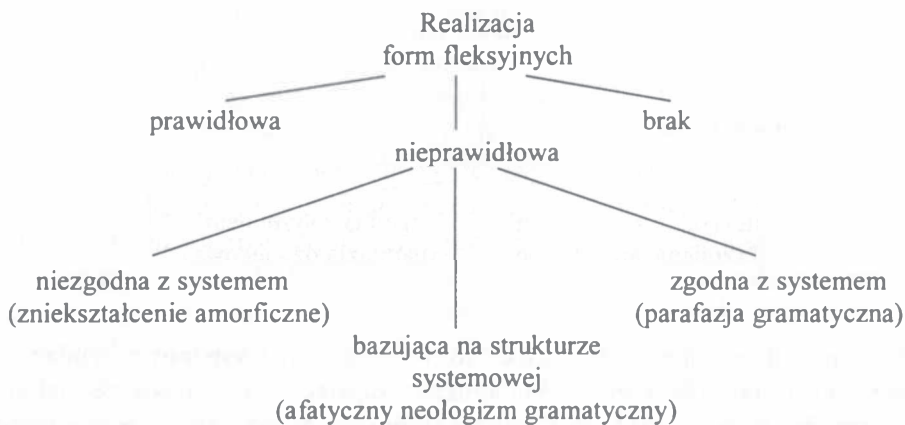 Realizacja
form fleksyjnych
prawidłowa
brak
nieprawidłowa
niezgodna z systemem
(zniekształcenie amorficzne)
zgodna z systemem
(parafazja gramatyczna)
bazująca na strukturze
systemowej
(afatyczny neologizm gramatyczny)